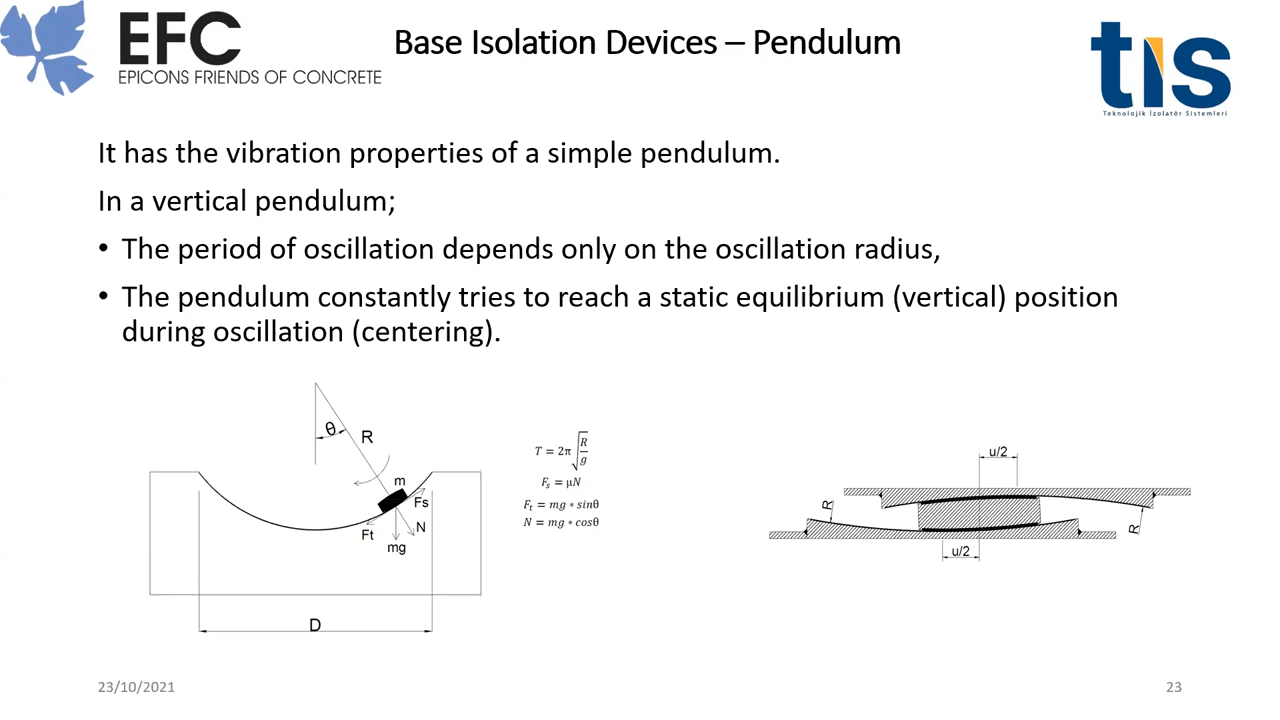 EFC
EPICONS FRIENDS OF CONCRETE
Base Isolation Devices – Pendulum
tıs
Teknolojik İzolatör Sistemleri
It has the vibration properties of a simple pendulum.
In a vertical pendulum;
• The period of oscillation depends only on the oscillation radius,
• The pendulum constantly tries to reach a static equilibrium (vertical) position
during oscillation (centering).
θ
R
m
Fs
N
Ft
mg
D
T = 2π√(R/g)
Fₛ = μN
Fₜ = mg * sinθ
N = mg * cosθ
u/2
R
R
u/2
23/10/2021
23